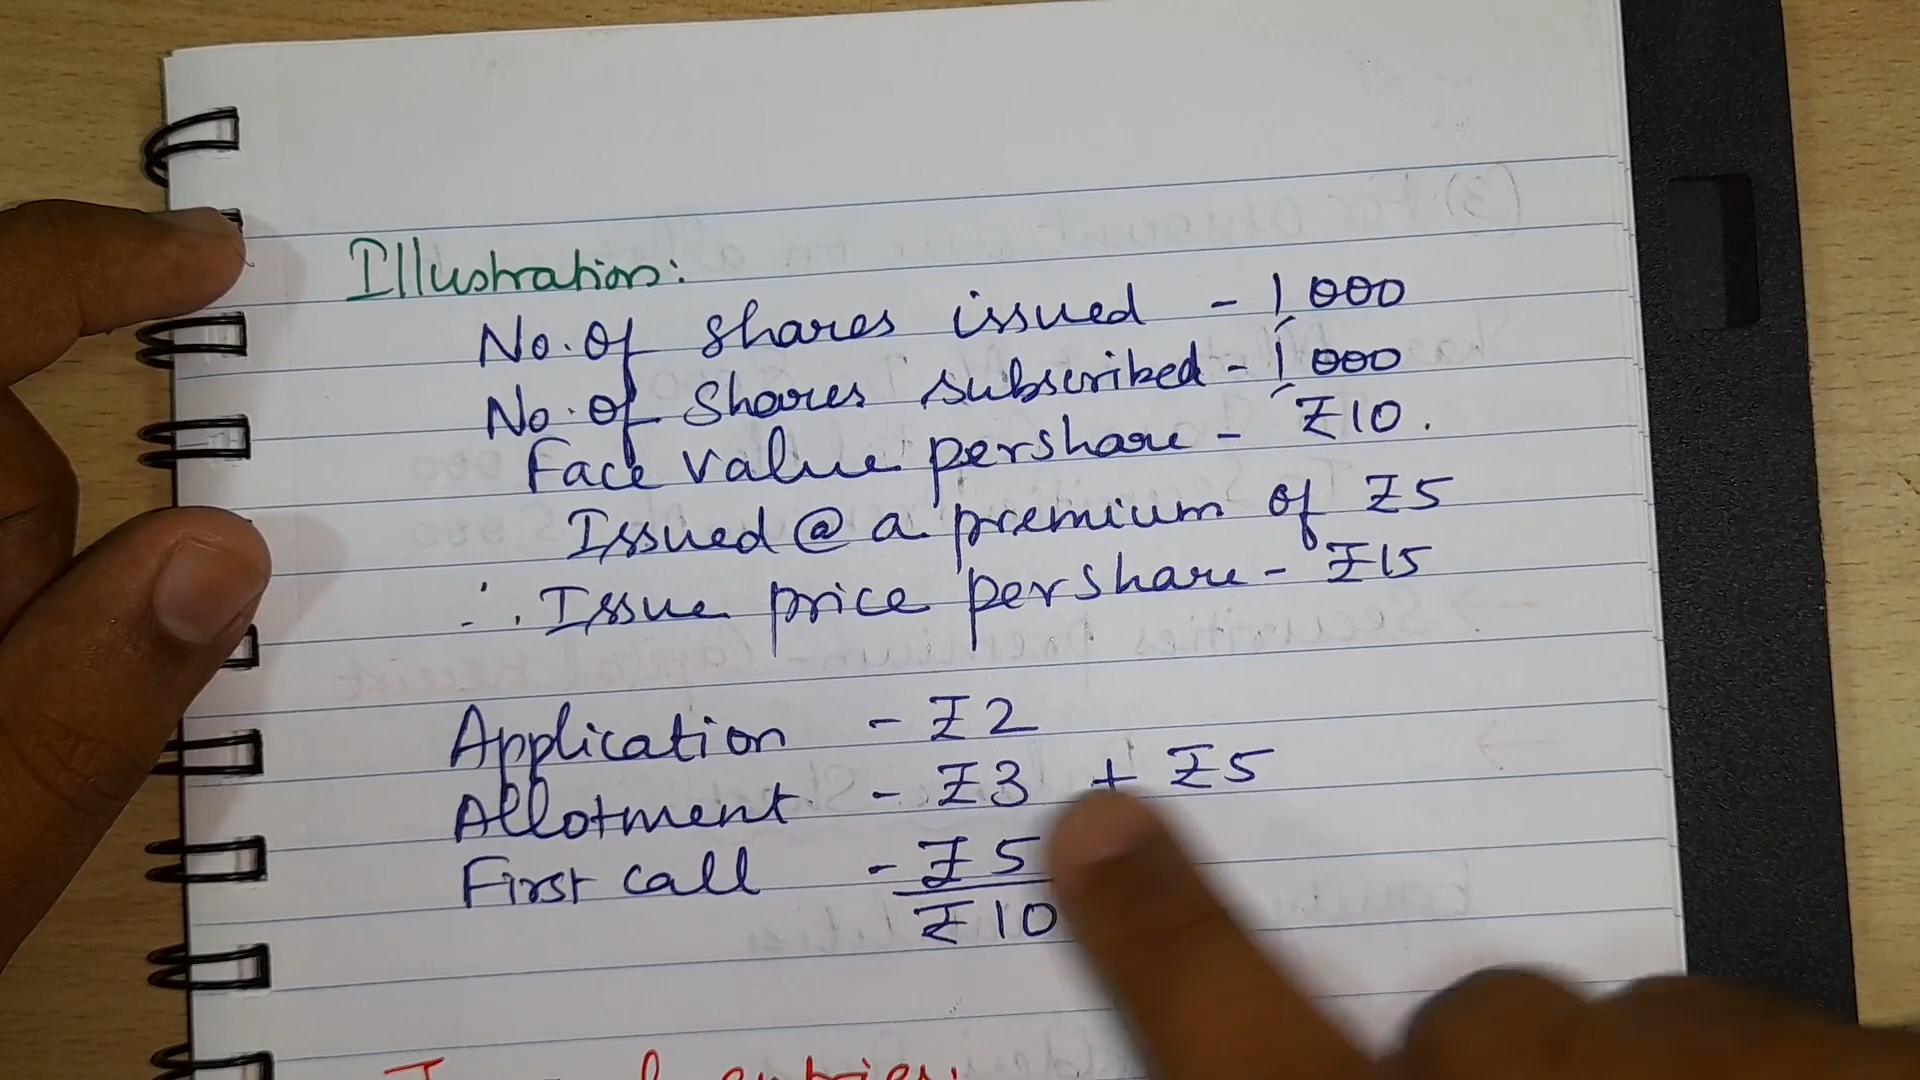 Illustration:
No. of shares issued - 1,000
No. of shares subscribed - 1,000
Face value per share - ₹10.
Issued @ a premium of ₹5
∴ Issue price per share - ₹15
Application - ₹2
Allotment - ₹3 + ₹5
First call - ₹5
₹10
entries: